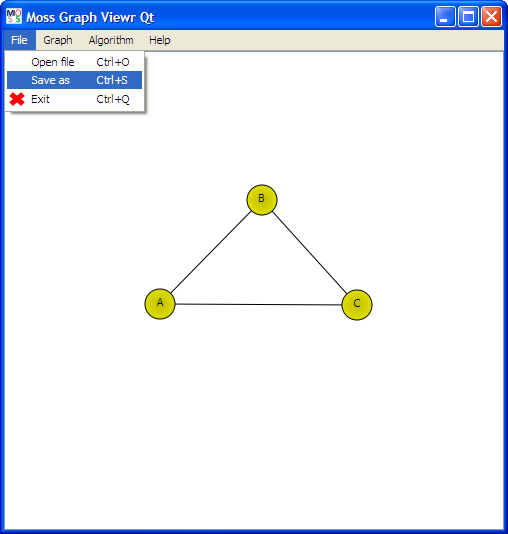 Moss Graph Viewr Qt
File Graph Algorithm Help
Open file Ctrl+O
Save as Ctrl+S
Exit Ctrl+Q
B
A C